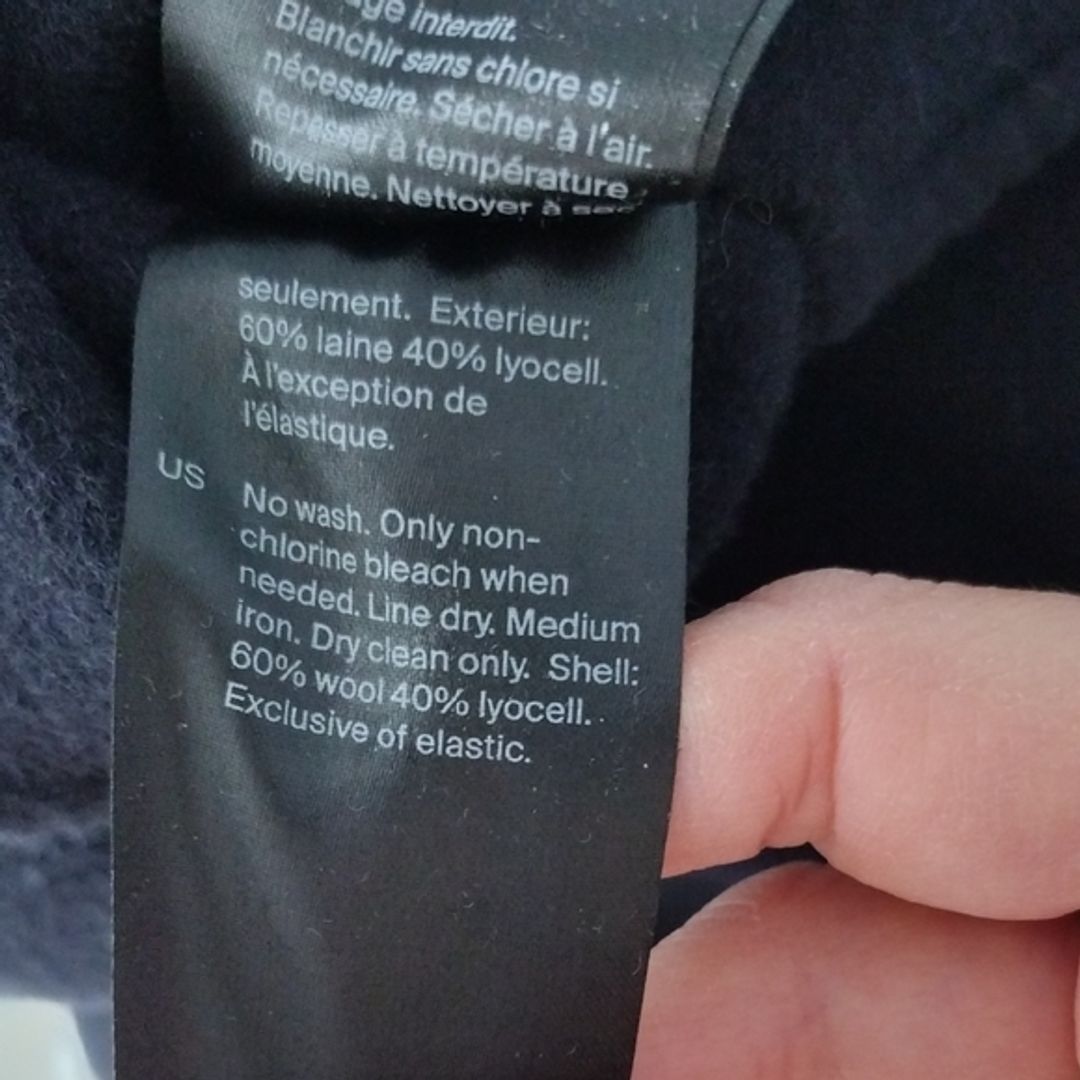 interdit.
Blanchir sans chlore si
nécessaire. Sécher à l'air.
Repasser à température
moyenne. Nettoyer à
seulement. Exterieur:
60% laine 40% lyocell.
À l'exception de
l'élastique.
US
No wash. Only non-
chlorine bleach when
needed. Line dry. Medium
iron. Dry clean only. Shell:
60% wool 40% lyocell.
Exclusive of elastic.